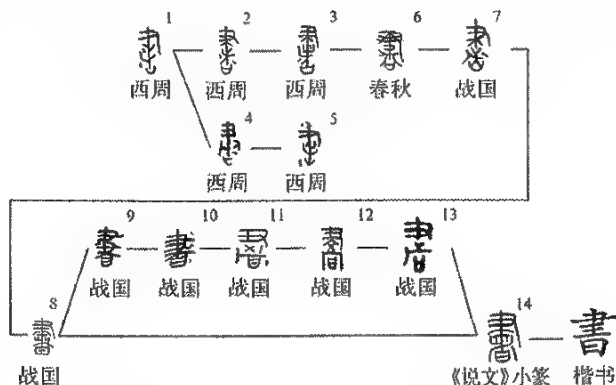 1 2 3 6 7
西周 西周 西周 春秋 战国
4 5
西周 西周
9 10 11 12 13
战国 战国 战国 战国 战国
8 14
書
战国 《说文》小篆 楷书